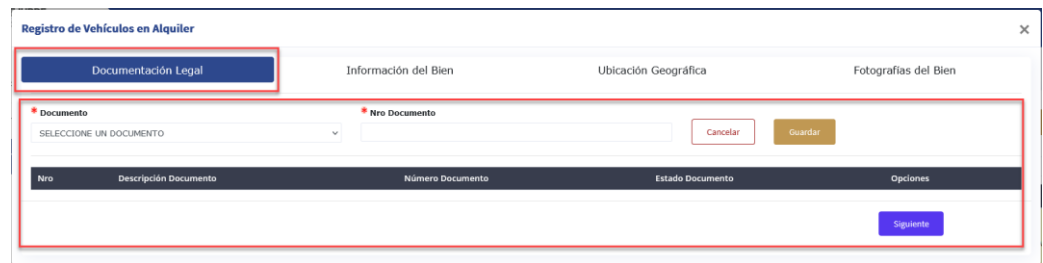 Registro de Vehículos en Alquiler
×
Documentación Legal Información del Bien Ubicación Geográfica Fotografías del Bien
* Documento * Nro Documento
SELECCIONE UN DOCUMENTO Cancelar Guardar
Nro Descripción Documento Número Documento Estado Documento Opciones
Siguiente